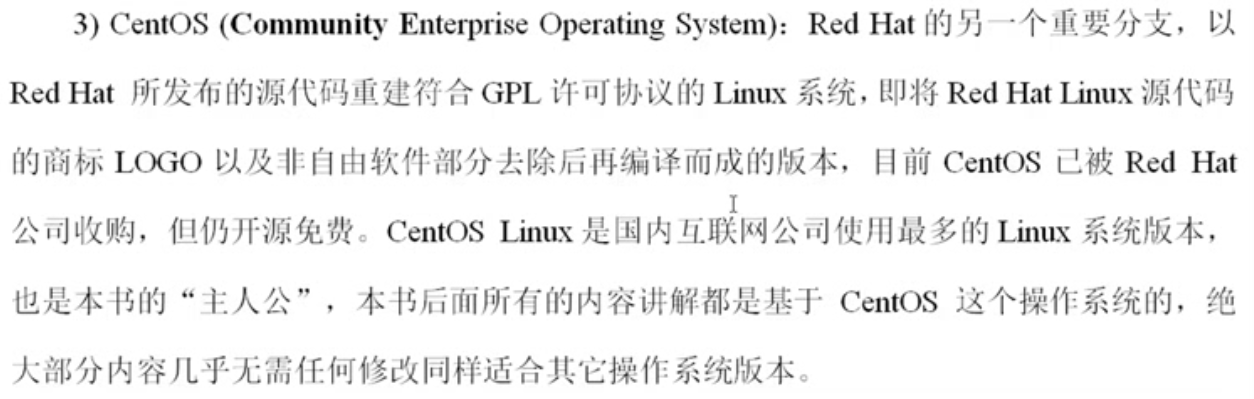 3) CentOS (Community Enterprise Operating System)：Red Hat 的另一个重要分支，以
Red Hat 所发布的源代码重建符合 GPL 许可协议的 Linux 系统，即将 Red Hat Linux 源代码
的商标 LOGO 以及非自由软件部分去除后再编译而成的版本，目前 CentOS 已被 Red Hat
公司收购，但仍开源免费。CentOS Linux 是国内互联网公司使用最多的 Linux 系统版本，
也是本书的“主人公”，本书后面所有的内容讲解都是基于 CentOS 这个操作系统的，绝
大部分内容几乎无需任何修改同样适合其它操作系统版本。